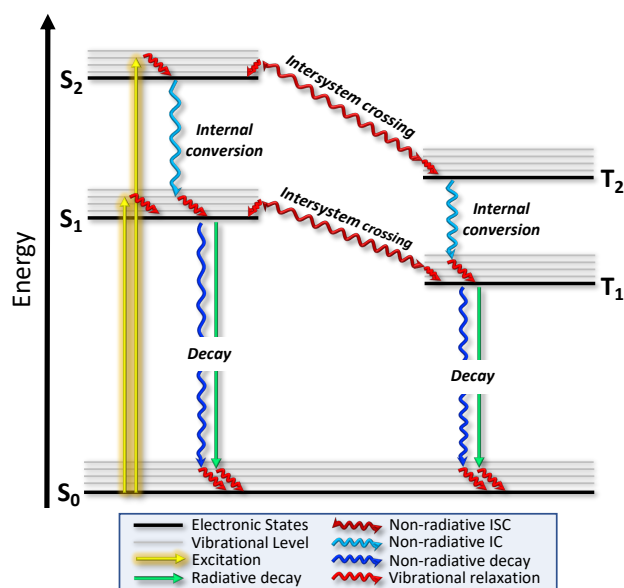 S2
Intersystem crossing
Internal
conversion
T2
S1
Intersystem crossing
Internal
conversion
T1
Energy
Decay
Decay
S0
Electronic States
Vibrational Level
Excitation
Radiative decay
Non-radiative ISC
Non-radiative IC
Non-radiative decay
Vibrational relaxation